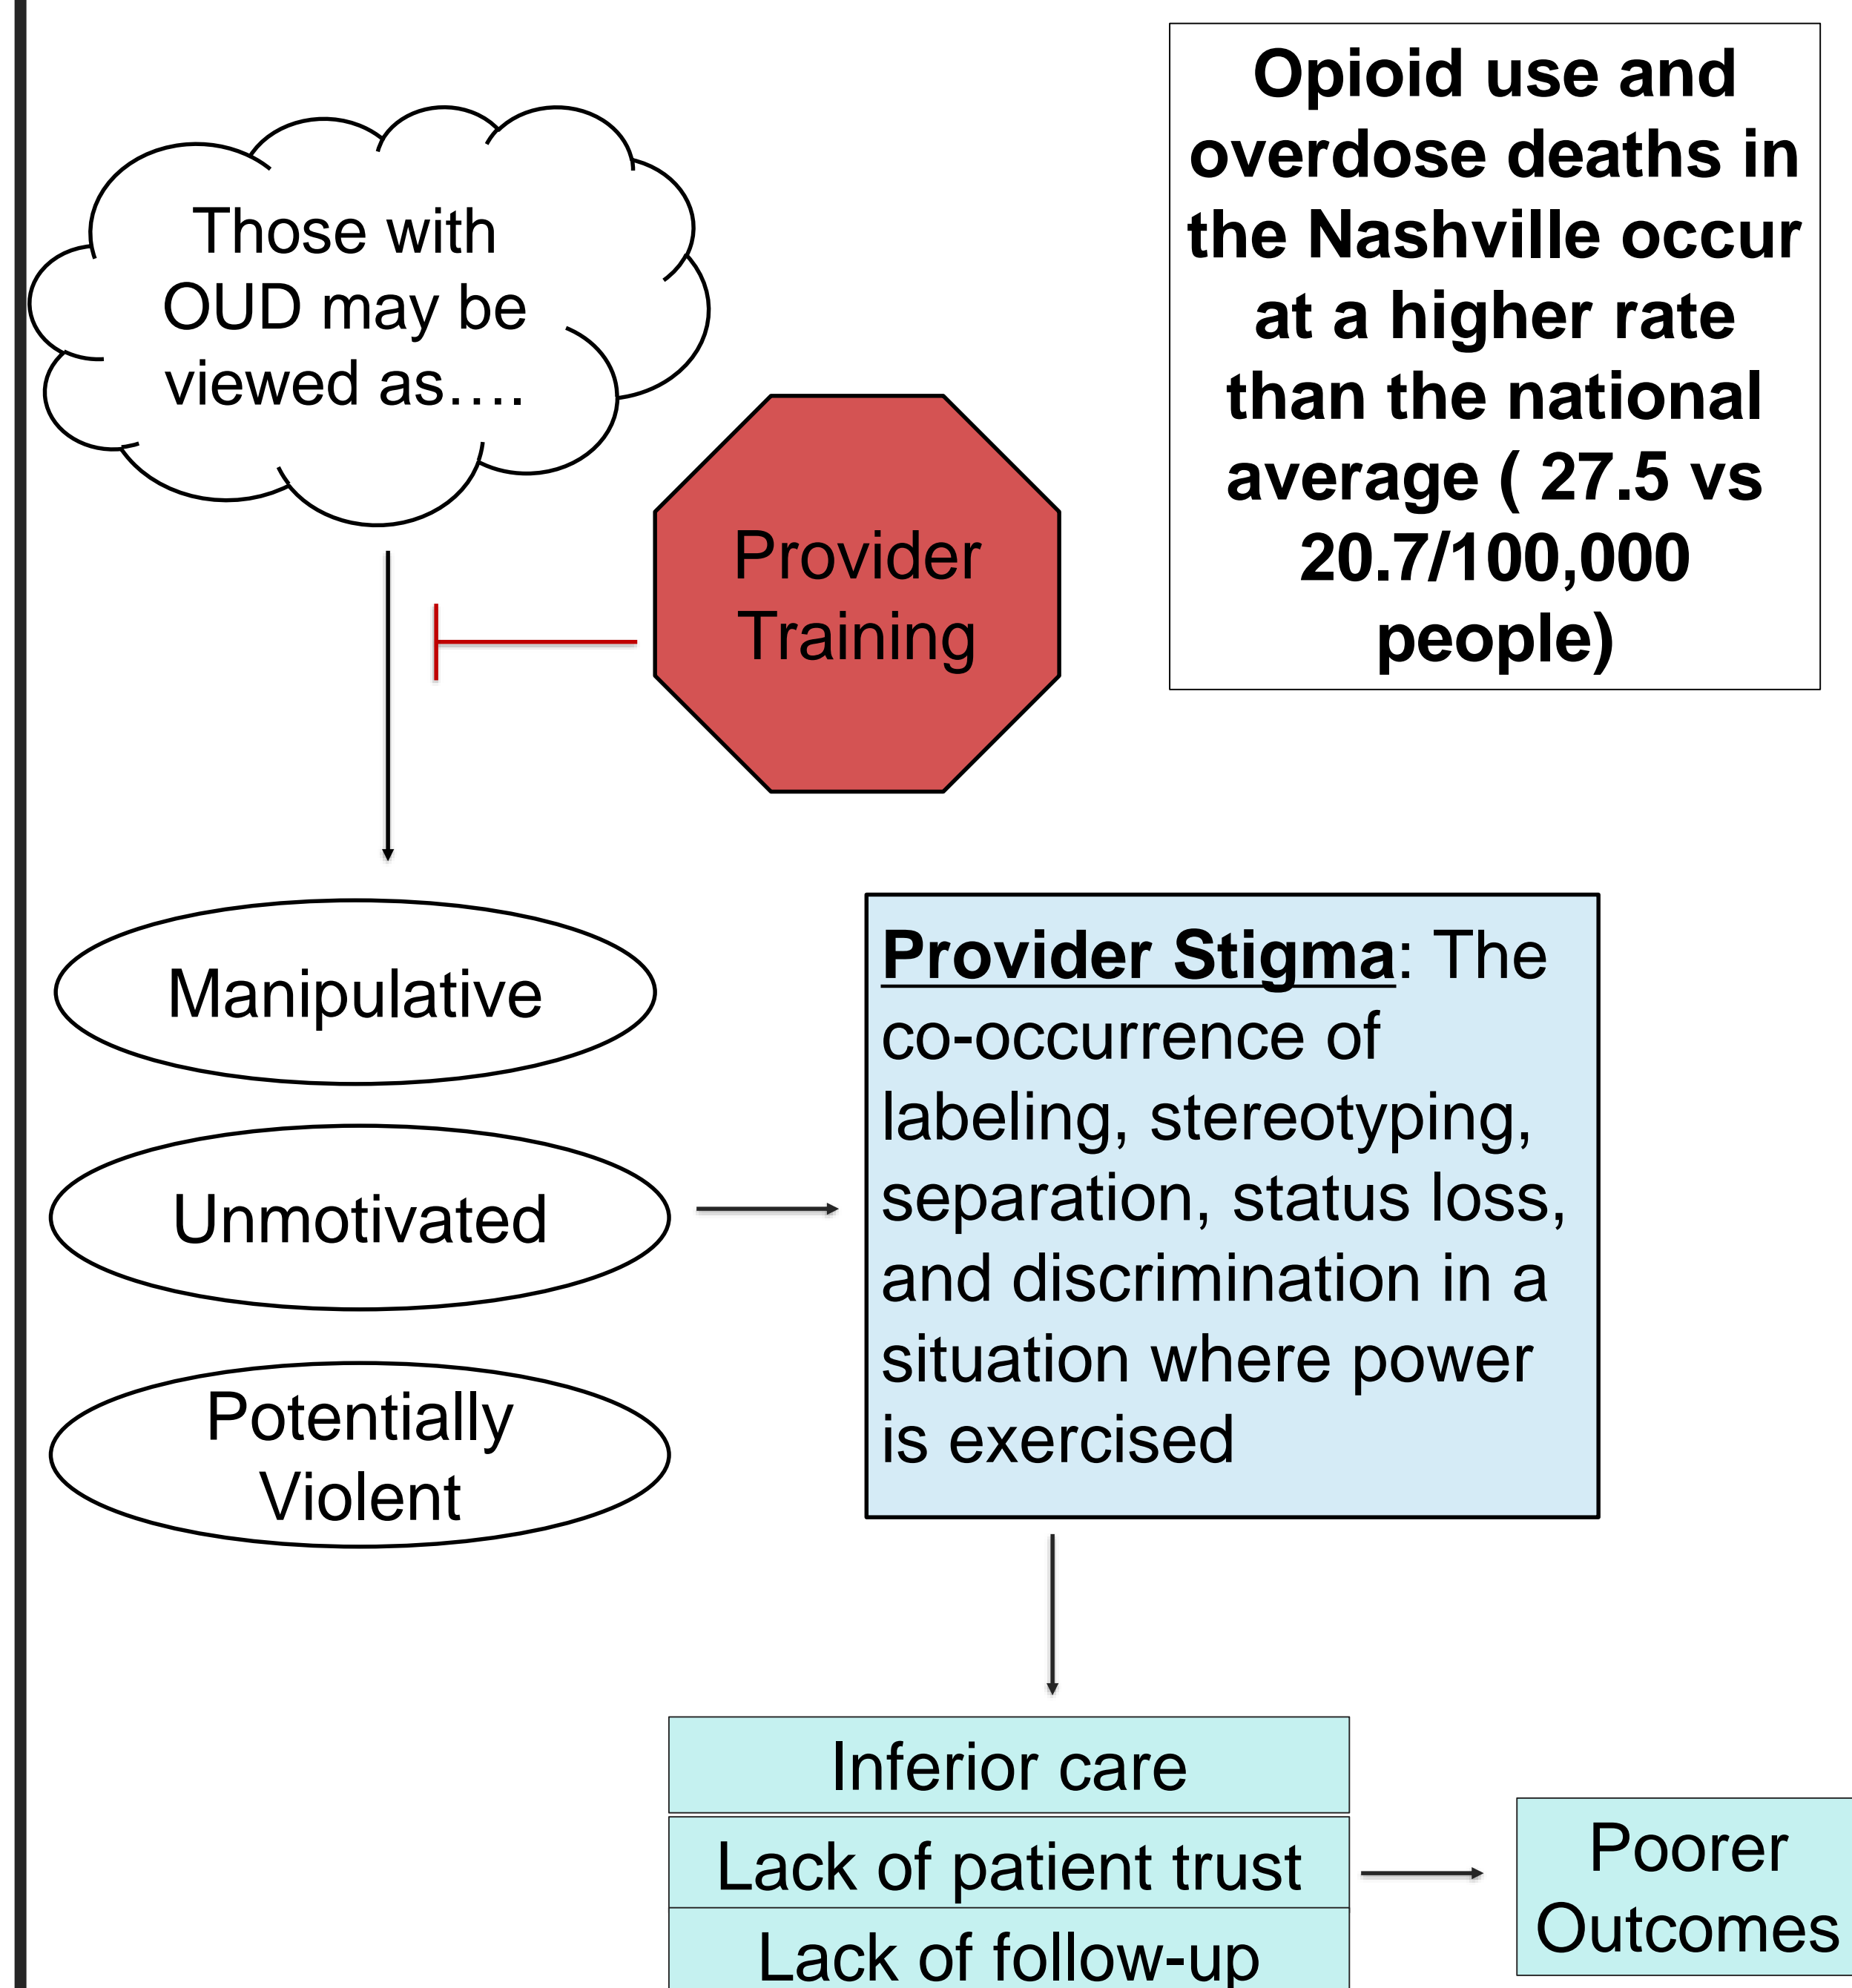 Those with
OUD may be
viewed as….
Opioid use and
overdose deaths in
the Nashville occur
at a higher rate
than the national
average ( 27.5 vs
20.7/100,000
people)
Provider
Training
Manipulative
Unmotivated
Potentially
Violent
Provider Stigma: The
co-occurrence of
labeling, stereotyping,
separation, status loss,
and discrimination in a
situation where power
is exercised
Inferior care
Lack of patient trust
Lack of follow-up
Poorer
Outcomes